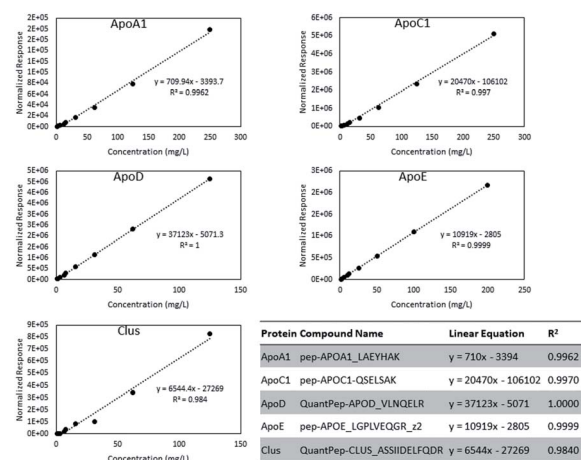 ApoA1
Normalized Response
2E+05
2E+05
1E+05
1E+05
1E+05
8E+04
6E+04
4E+04
2E+04
0E+00
y = 709.94x - 3393.7
R² = 0.9962
0 50 100 150 200 250 300
Concentration (mg/L)
ApoC1
Normalized Response
6E+06
5E+06
4E+06
3E+06
2E+06
1E+06
0E+00
y = 20470x - 106102
R² = 0.997
0 50 100 150 200 250 300
Concentration (mg/L)
ApoD
Normalized Response
5E+06
5E+06
4E+06
4E+06
3E+06
3E+06
2E+06
2E+06
1E+06
5E+05
0E+00
y = 37123x - 5071.3
R² = 1
0 50 100 150
Concentration (mg/L)
ApoE
Normalized Response
3E+06
2E+06
2E+06
1E+06
5E+05
0E+00
y = 10919x - 2805
R² = 0.9999
0 50 100 150 200 250
Concentration (mg/L)
Clus
Normalized Response
9E+05
8E+05
7E+05
6E+05
5E+05
4E+05
3E+05
2E+05
1E+05
0E+00
y = 6544.4x - 27269
R² = 0.984
0 50 100 150
Concentration (mg/L)
Protein Compound Name Linear Equation R²
ApoA1 pep-APOA1_LAEYHAK y = 710x - 3394 0.9962
ApoC1 pep-APOC1-QSELSAK y = 20470x - 106102 0.9970
ApoD QuantPep-APOD_VLNQELR y = 37123x - 5071 1.0000
ApoE pep-APOE_LGPLVEQGR_z2 y = 10919x - 2805 0.9999
Clus QuantPep-CLUS_ASSIIDELFQDR y = 6544x - 27269 0.9840